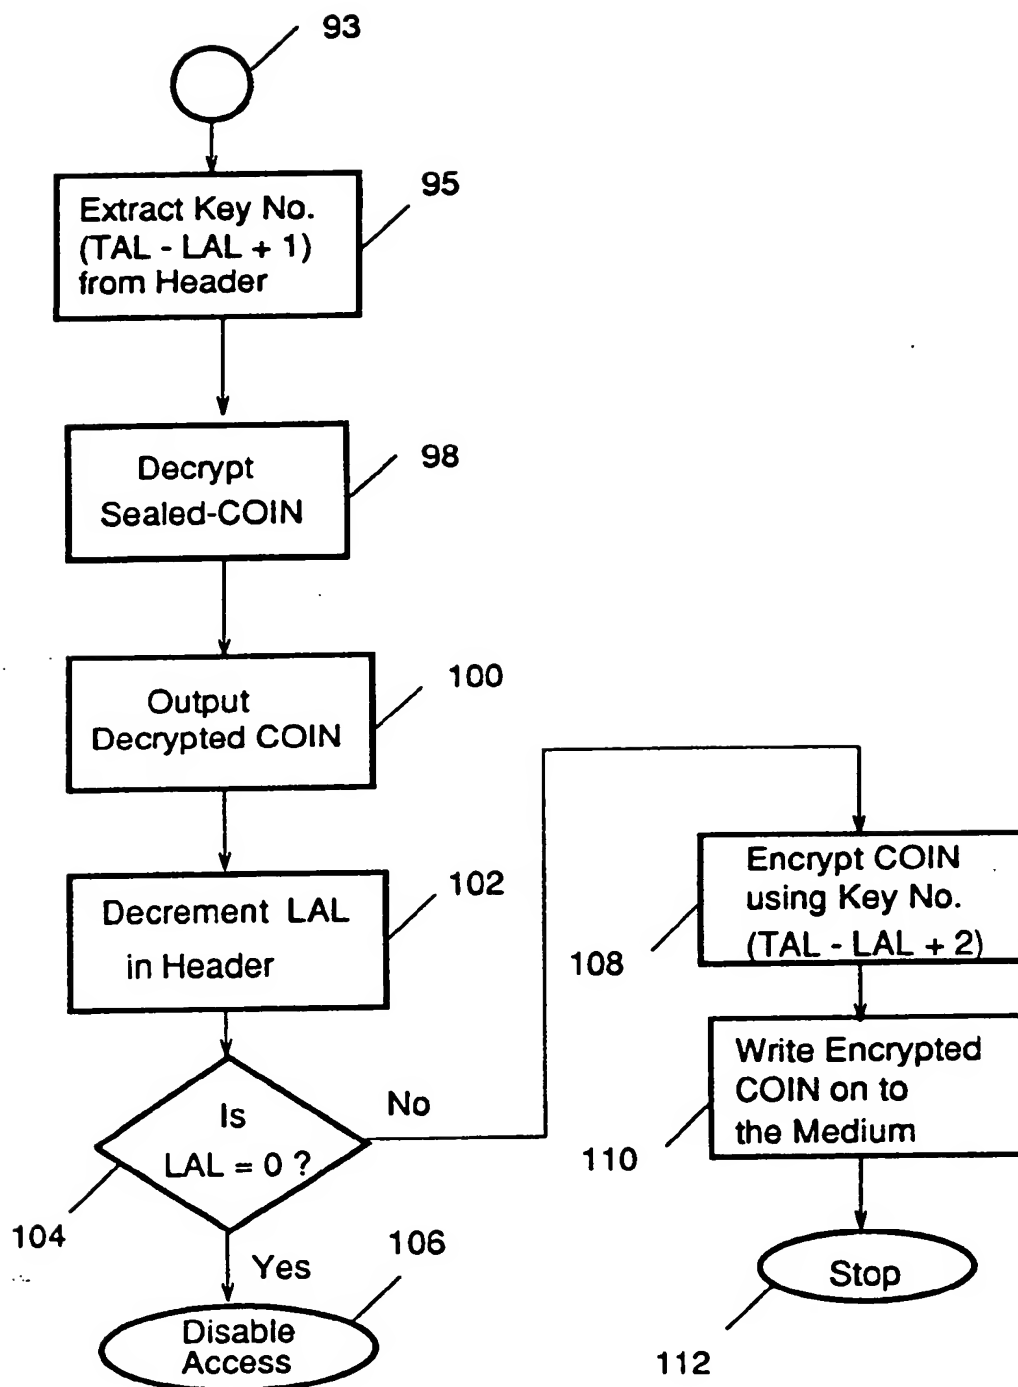 93
Extract Key No.
(TAL - LAL + 1)
from Header
95
Decrypt
Sealed-COIN
98
Output
Decrypted COIN
100
Decrement LAL
in Header
102
Is
LAL = 0 ?
104
No
Yes
Disable
Access
106
Encrypt COIN
using Key No.
(TAL - LAL + 2)
108
Write Encrypted
COIN on to
the Medium
110
Stop
112